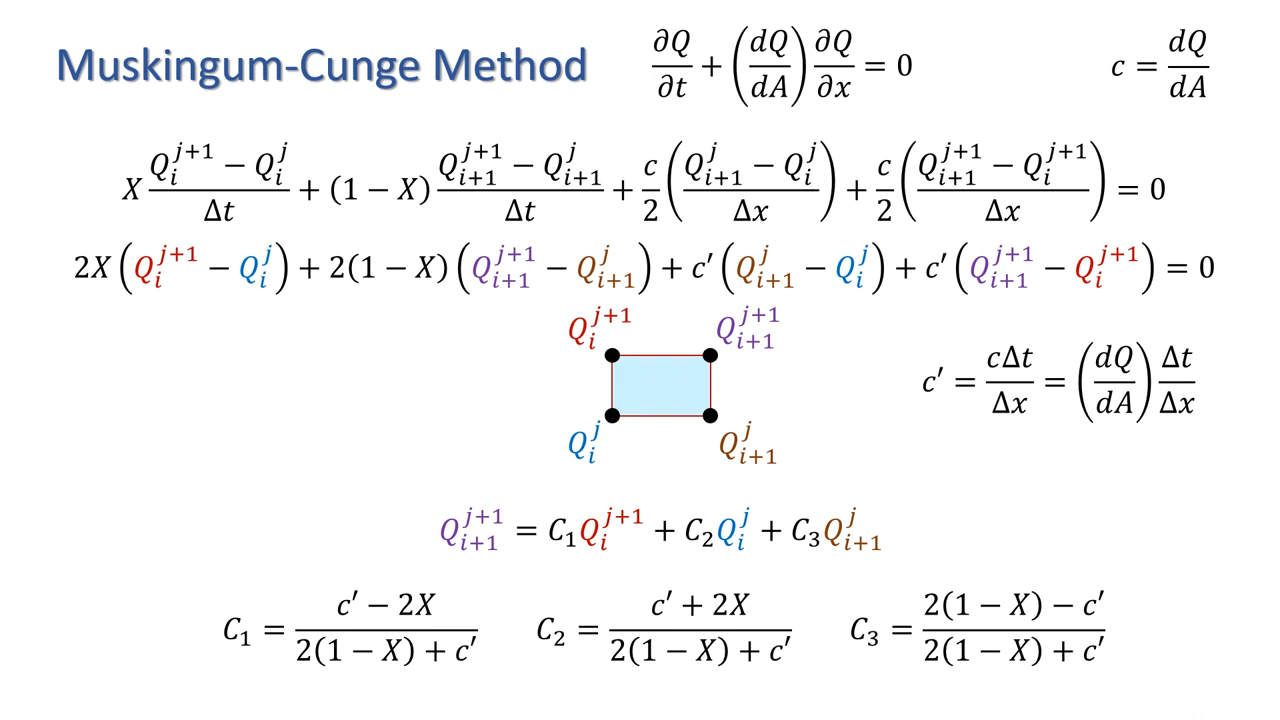 Muskingum-Cunge Method
∂Q/∂t + (dQ/dA) ∂Q/∂x = 0
c = dQ/dA
X (Q_i^{j+1} − Q_i^j)/Δt + (1 − X) (Q_{i+1}^{j+1} − Q_{i+1}^j)/Δt + c/2 ((Q_{i+1}^j − Q_i^j)/Δx) + c/2 ((Q_{i+1}^{j+1} − Q_i^{j+1})/Δx) = 0
2X (Q_i^{j+1} − Q_i^j) + 2(1 − X) (Q_{i+1}^{j+1} − Q_{i+1}^j) + c′ (Q_{i+1}^j − Q_i^j) + c′ (Q_{i+1}^{j+1} − Q_i^{j+1}) = 0
Q_i^{j+1} Q_{i+1}^{j+1}
c′ = cΔt/Δx = (dQ/dA) Δt/Δx
Q_i^j Q_{i+1}^j
Q_{i+1}^{j+1} = C_1 Q_i^{j+1} + C_2 Q_i^j + C_3 Q_{i+1}^j
C_1 = (c′ − 2X)/(2(1 − X) + c′)
C_2 = (c′ + 2X)/(2(1 − X) + c′)
C_3 = (2(1 − X) − c′)/(2(1 − X) + c′)